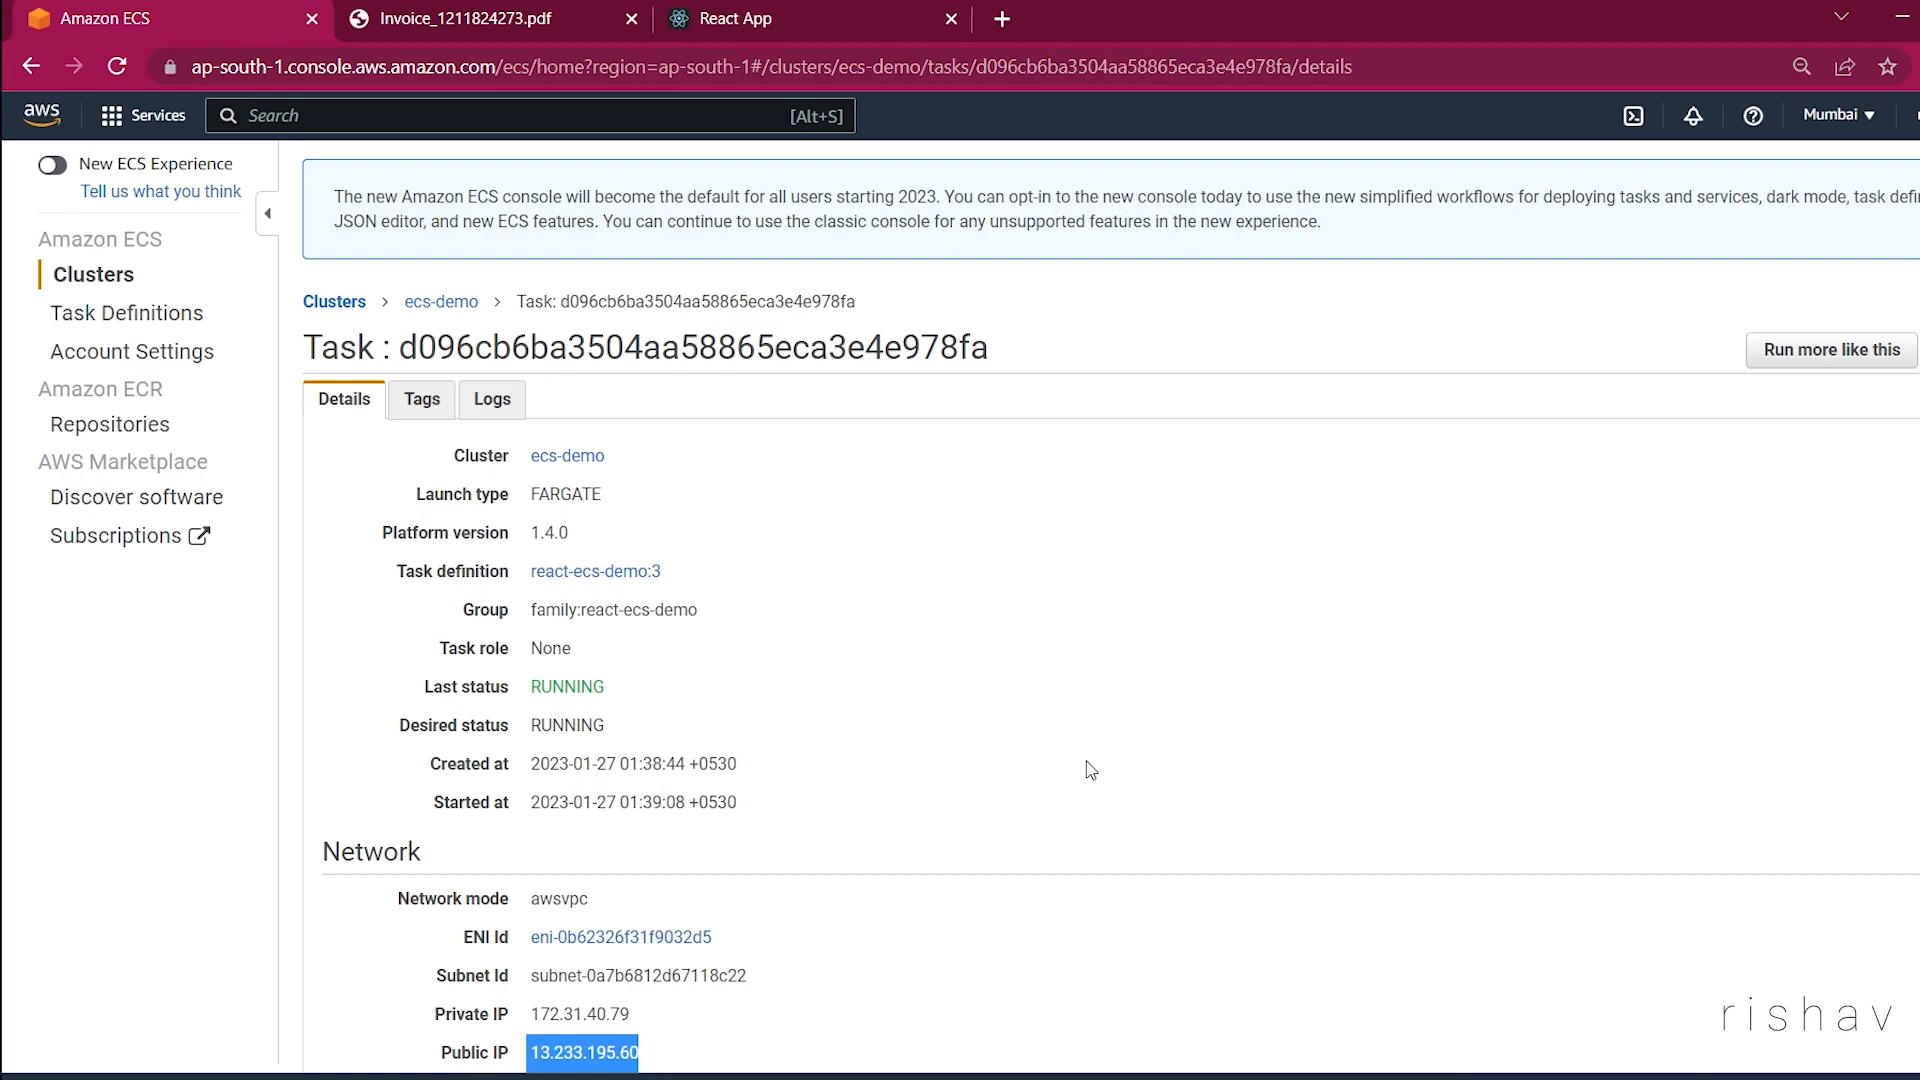 Amazon ECS
Invoice_1211824273.pdf
React App
ap-south-1.console.aws.amazon.com/ecs/home?region=ap-south-1#/clusters/ecs-demo/tasks/d096cb6ba3504aa58865eca3e4e978fa/details
aws
Services
Search
[Alt+S]
Mumbai
New ECS Experience
Tell us what you think
Amazon ECS
Clusters
Task Definitions
Account Settings
Amazon ECR
Repositories
AWS Marketplace
Discover software
Subscriptions
The new Amazon ECS console will become the default for all users starting 2023. You can opt-in to the new console today to use the new simplified workflows for deploying tasks and services, dark mode, task
JSON editor, and new ECS features. You can continue to use the classic console for any unsupported features in the new experience.
Clusters > ecs-demo > Task: d096cb6ba3504aa58865eca3e4e978fa
Task : d096cb6ba3504aa58865eca3e4e978fa
Run more like this
Details
Tags
Logs
Cluster ecs-demo
Launch type FARGATE
Platform version 1.4.0
Task definition react-ecs-demo:3
Group family:react-ecs-demo
Task role None
Last status RUNNING
Desired status RUNNING
Created at 2023-01-27 01:38:44 +0530
Started at 2023-01-27 01:39:08 +0530
Network
Network mode awsvpc
ENI Id eni-0b62326f31f9032d5
Subnet Id subnet-0a7b6812d67118c22
Private IP 172.31.40.79
Public IP 13.233.195.60
rishav